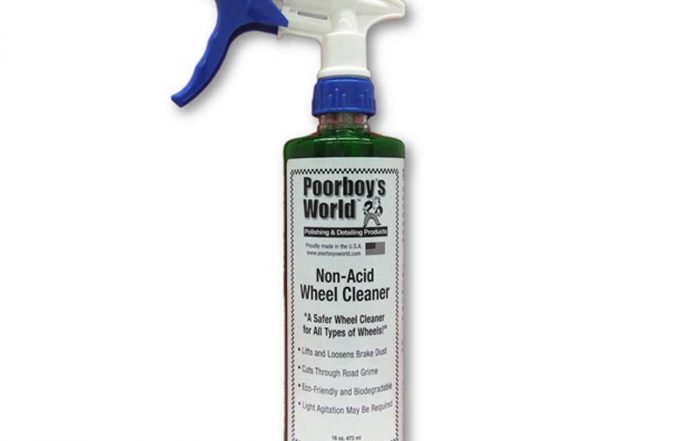 Poorboy's
World™
Polishing & Detailing Products
Proudly made in the U.S.A.
www.poorboysworld.com
Non-Acid
Wheel Cleaner
"A Safer Wheel Cleaner
for All Types of Wheels!"
• Lifts and Loosens Brake Dust
• Cuts Through Road Grime
• Eco-Friendly and Biodegradable
• Light Agitation May Be Required
16 oz. 473 ml